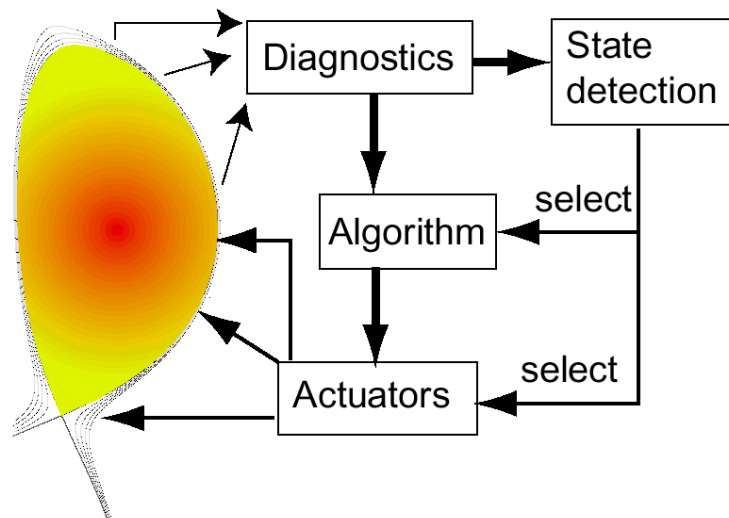 Diagnostics
State
detection
select
Algorithm
select
Actuators